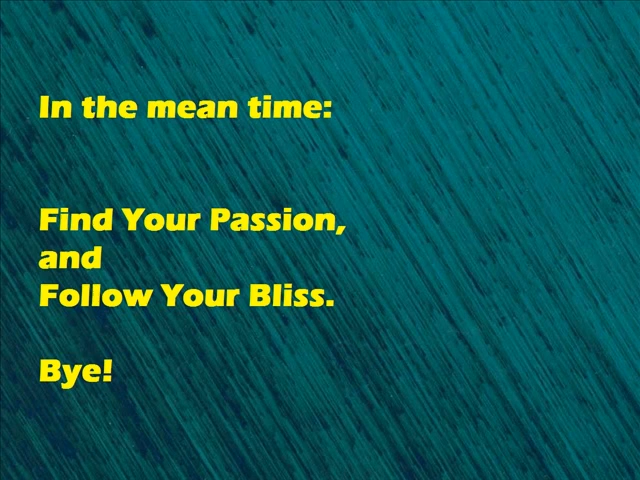 In the mean time:
Find Your Passion,
and
Follow Your Bliss.
Bye!